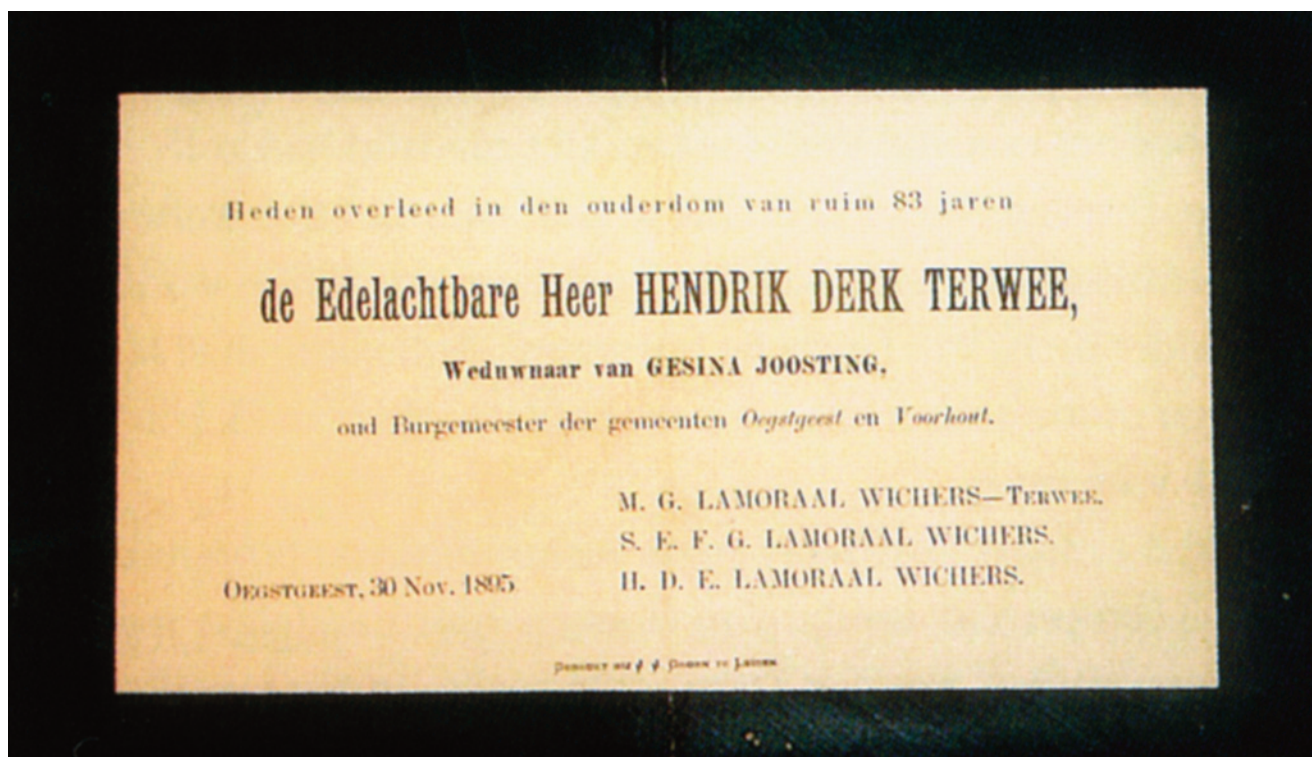 Heden overleed in den ouderdom van ruim 83 jaren
de Edelachtbare Heer HENDRIK DERK TERWEE,
Weduwnaar van GESINA JOOSTING,
oud Burgemeester der gemeenten Oegstgeest en Voorhout.
M. G. LAMORAAL WICHERS—TERWEE.
S. E. F. G. LAMORAAL WICHERS.
H. D. E. LAMORAAL WICHERS.
OEGSTGEEST, 30 Nov. 1895